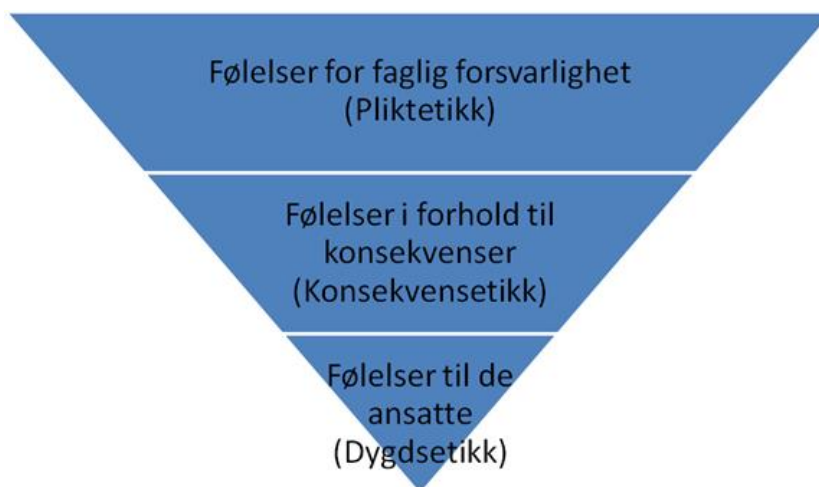 Følelser for faglig forsvarlighet
(Pliktetikk)
Følelser i forhold til
konsekvenser
(Konsekvensetikk)
Følelser til de
ansatte
(Dygdsetikk)